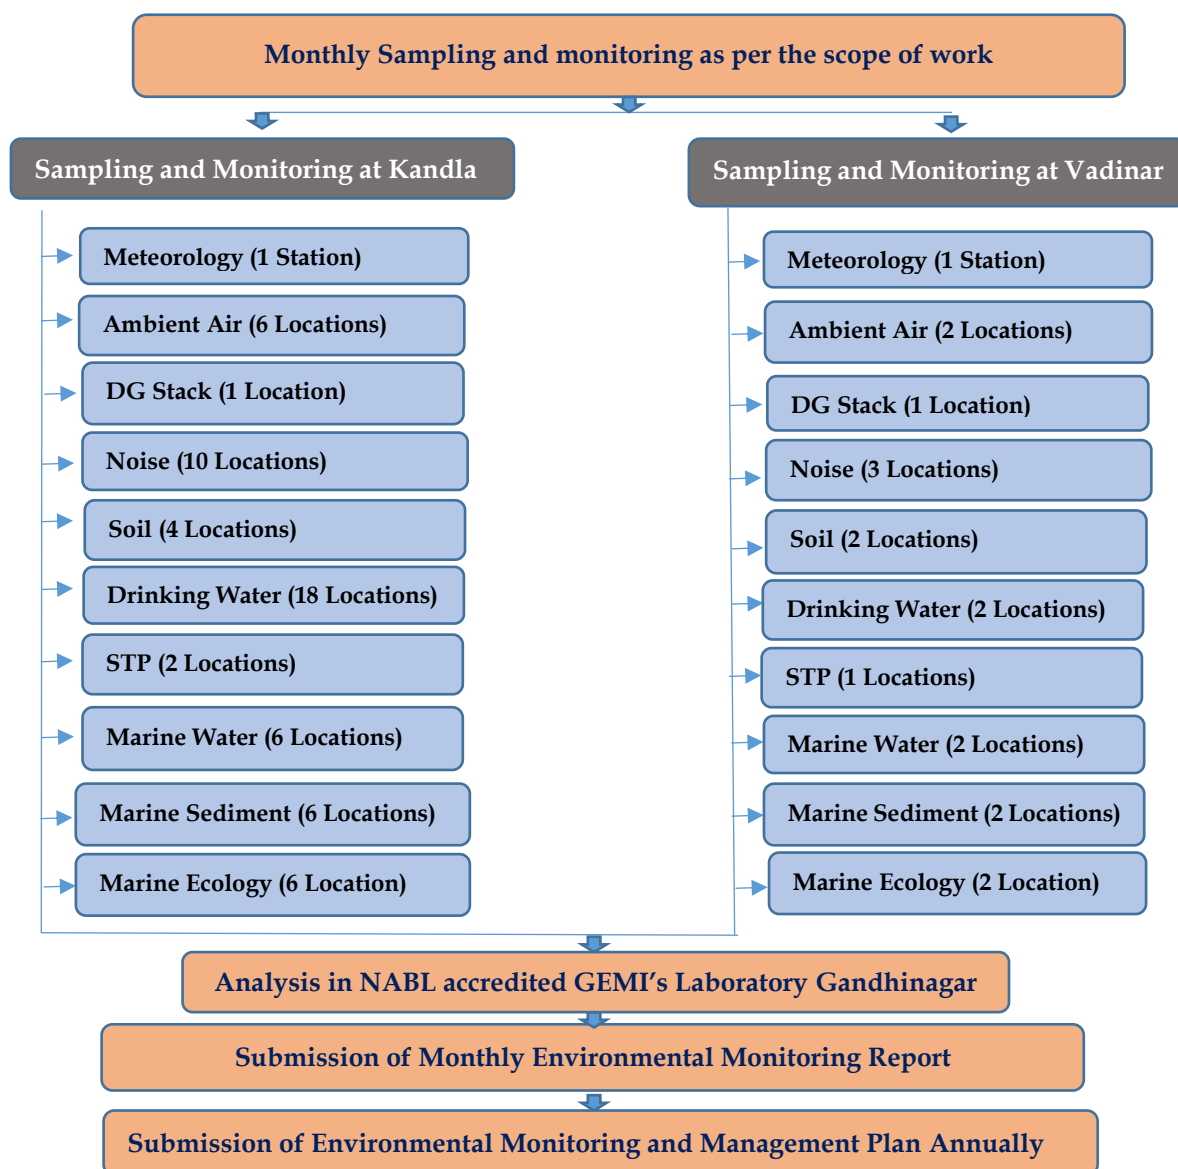 Monthly Sampling and monitoring as per the scope of work
Sampling and Monitoring at Kandla
Meteorology (1 Station)
Ambient Air (6 Locations)
DG Stack (1 Location)
Noise (10 Locations)
Soil (4 Locations)
Drinking Water (18 Locations)
STP (2 Locations)
Marine Water (6 Locations)
Marine Sediment (6 Locations)
Marine Ecology (6 Location)
Sampling and Monitoring at Vadinar
Meteorology (1 Station)
Ambient Air (2 Locations)
DG Stack (1 Location)
Noise (3 Locations)
Soil (2 Locations)
Drinking Water (2 Locations)
STP (1 Locations)
Marine Water (2 Locations)
Marine Sediment (2 Locations)
Marine Ecology (2 Location)
Analysis in NABL accredited GEMI’s Laboratory Gandhinagar
Submission of Monthly Environmental Monitoring Report
Submission of Environmental Monitoring and Management Plan Annually